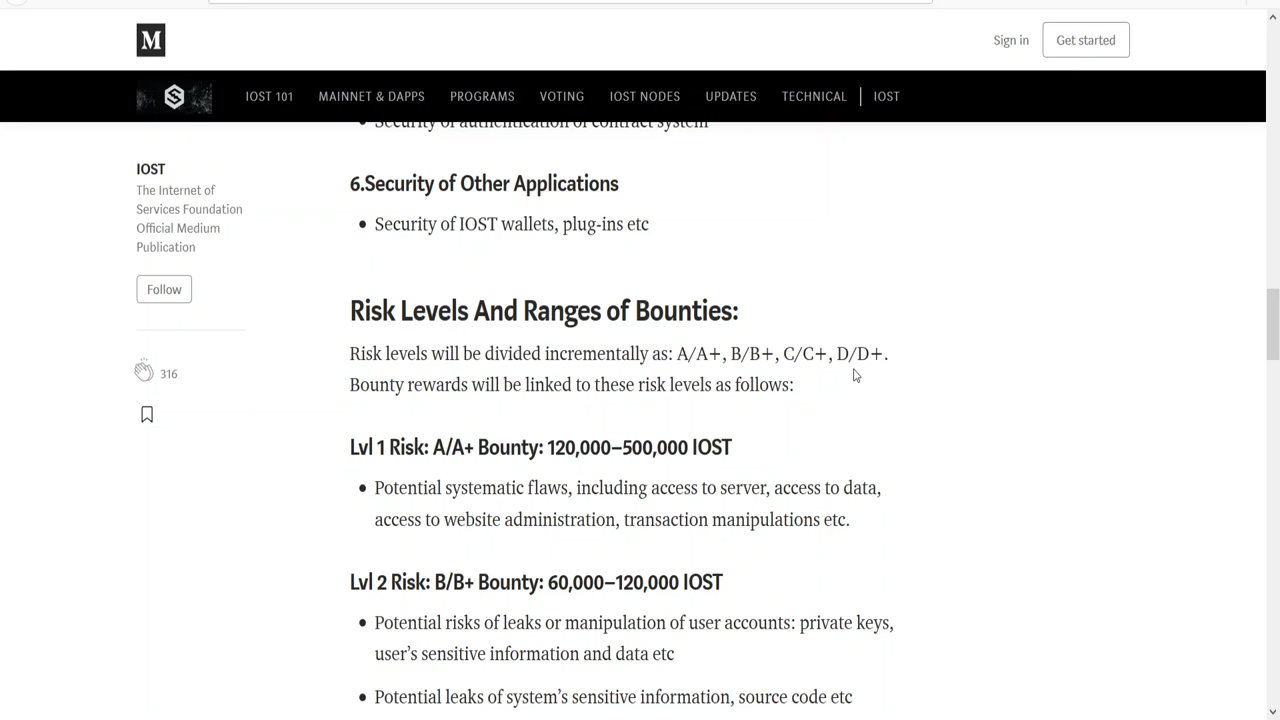 M
Sign in
Get started
IOST 101 MAINNET & DAPPS PROGRAMS VOTING IOST NODES UPDATES TECHNICAL IOST
Security of authentication of contract system
IOST
The Internet of
Services Foundation
Official Medium
Publication
Follow
316
6.Security of Other Applications
• Security of IOST wallets, plug-ins etc
Risk Levels And Ranges of Bounties:
Risk levels will be divided incrementally as: A/A+, B/B+, C/C+, D/D+.
Bounty rewards will be linked to these risk levels as follows:
Lvl 1 Risk: A/A+ Bounty: 120,000–500,000 IOST
• Potential systematic flaws, including access to server, access to data,
access to website administration, transaction manipulations etc.
Lvl 2 Risk: B/B+ Bounty: 60,000–120,000 IOST
• Potential risks of leaks or manipulation of user accounts: private keys,
user’s sensitive information and data etc
• Potential leaks of system’s sensitive information, source code etc